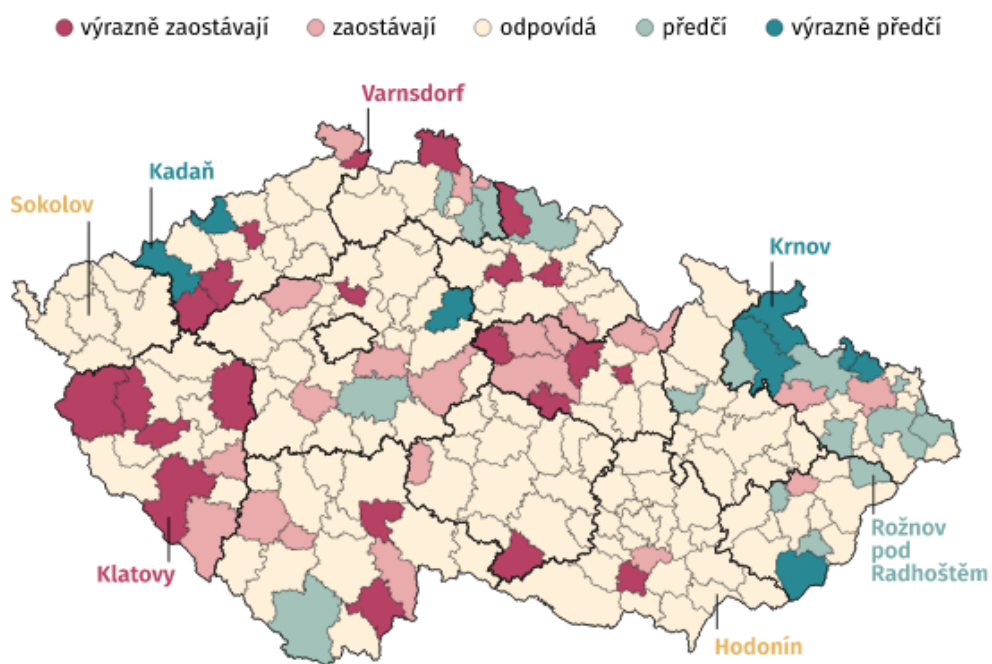 výrazně zaostávají
zaostávají
odpovídá
předčí
výrazně předčí
Varnsdorf
Kadaň
Sokolov
Krnov
Klatovy
Rožnov
pod
Radhoštěm
Hodonín